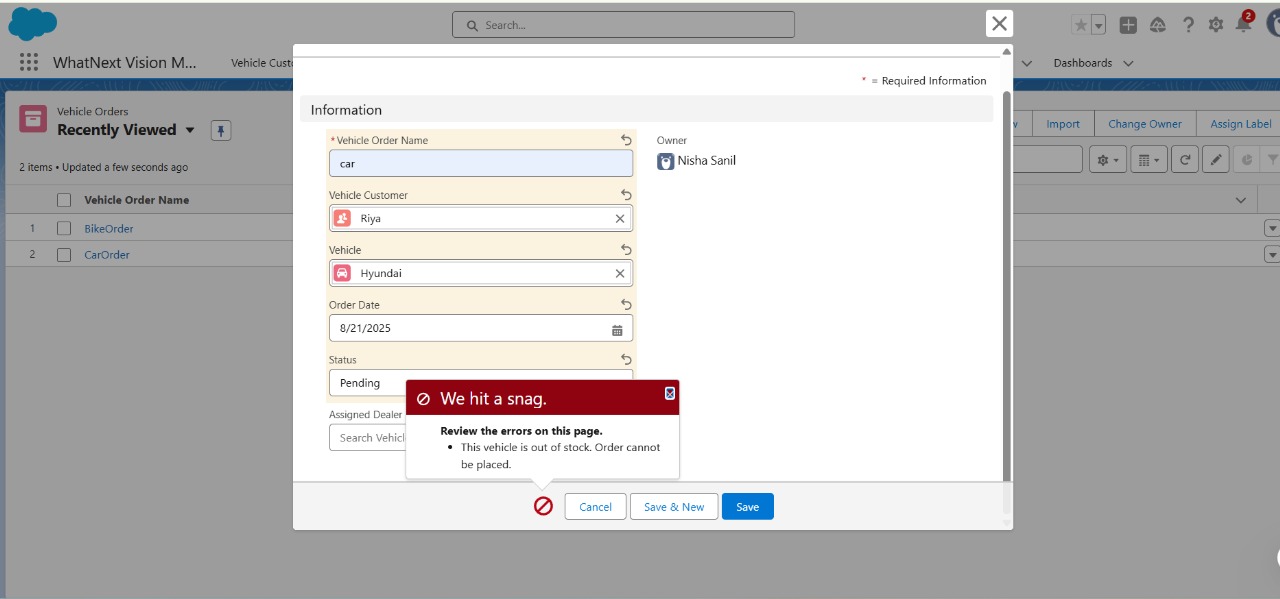 Search...
2
WhatNext Vision M...
Vehicle Cust
Dashboards
* = Required Information
Vehicle Orders
Recently Viewed
2 items • Updated a few seconds ago
Import
Change Owner
Assign Label
Information
*Vehicle Order Name
car
Owner
Nisha Sanil
Vehicle Customer
Riya
Vehicle
Hyundai
Order Date
8/21/2025
Status
Pending
Assigned Dealer
Search Vehicl
Vehicle Order Name
1 BikeOrder
2 CarOrder
We hit a snag.
Review the errors on this page.
• This vehicle is out of stock. Order cannot
be placed.
Cancel
Save & New
Save